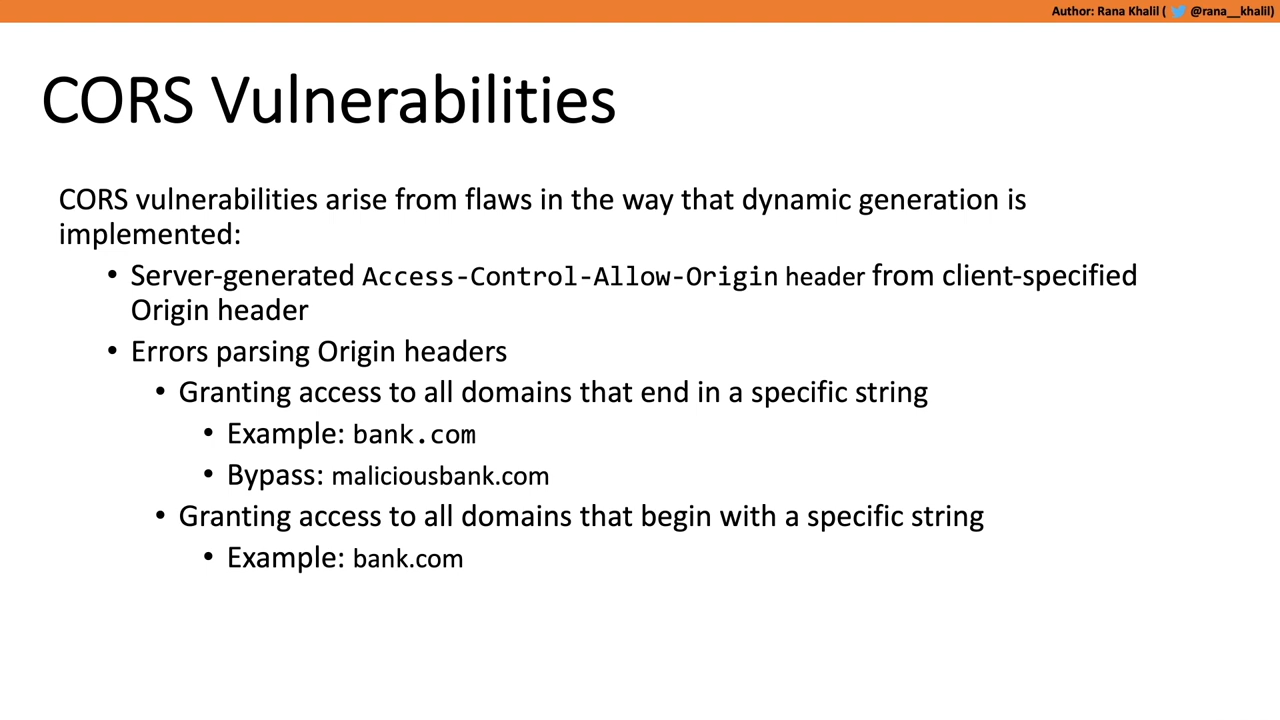 Author: Rana Khalil ( @rana__khalil)
CORS Vulnerabilities
CORS vulnerabilities arise from flaws in the way that dynamic generation is
implemented:
• Server-generated Access-Control-Allow-Origin header from client-specified
Origin header
• Errors parsing Origin headers
• Granting access to all domains that end in a specific string
• Example: bank.com
• Bypass: maliciousbank.com
• Granting access to all domains that begin with a specific string
• Example: bank.com